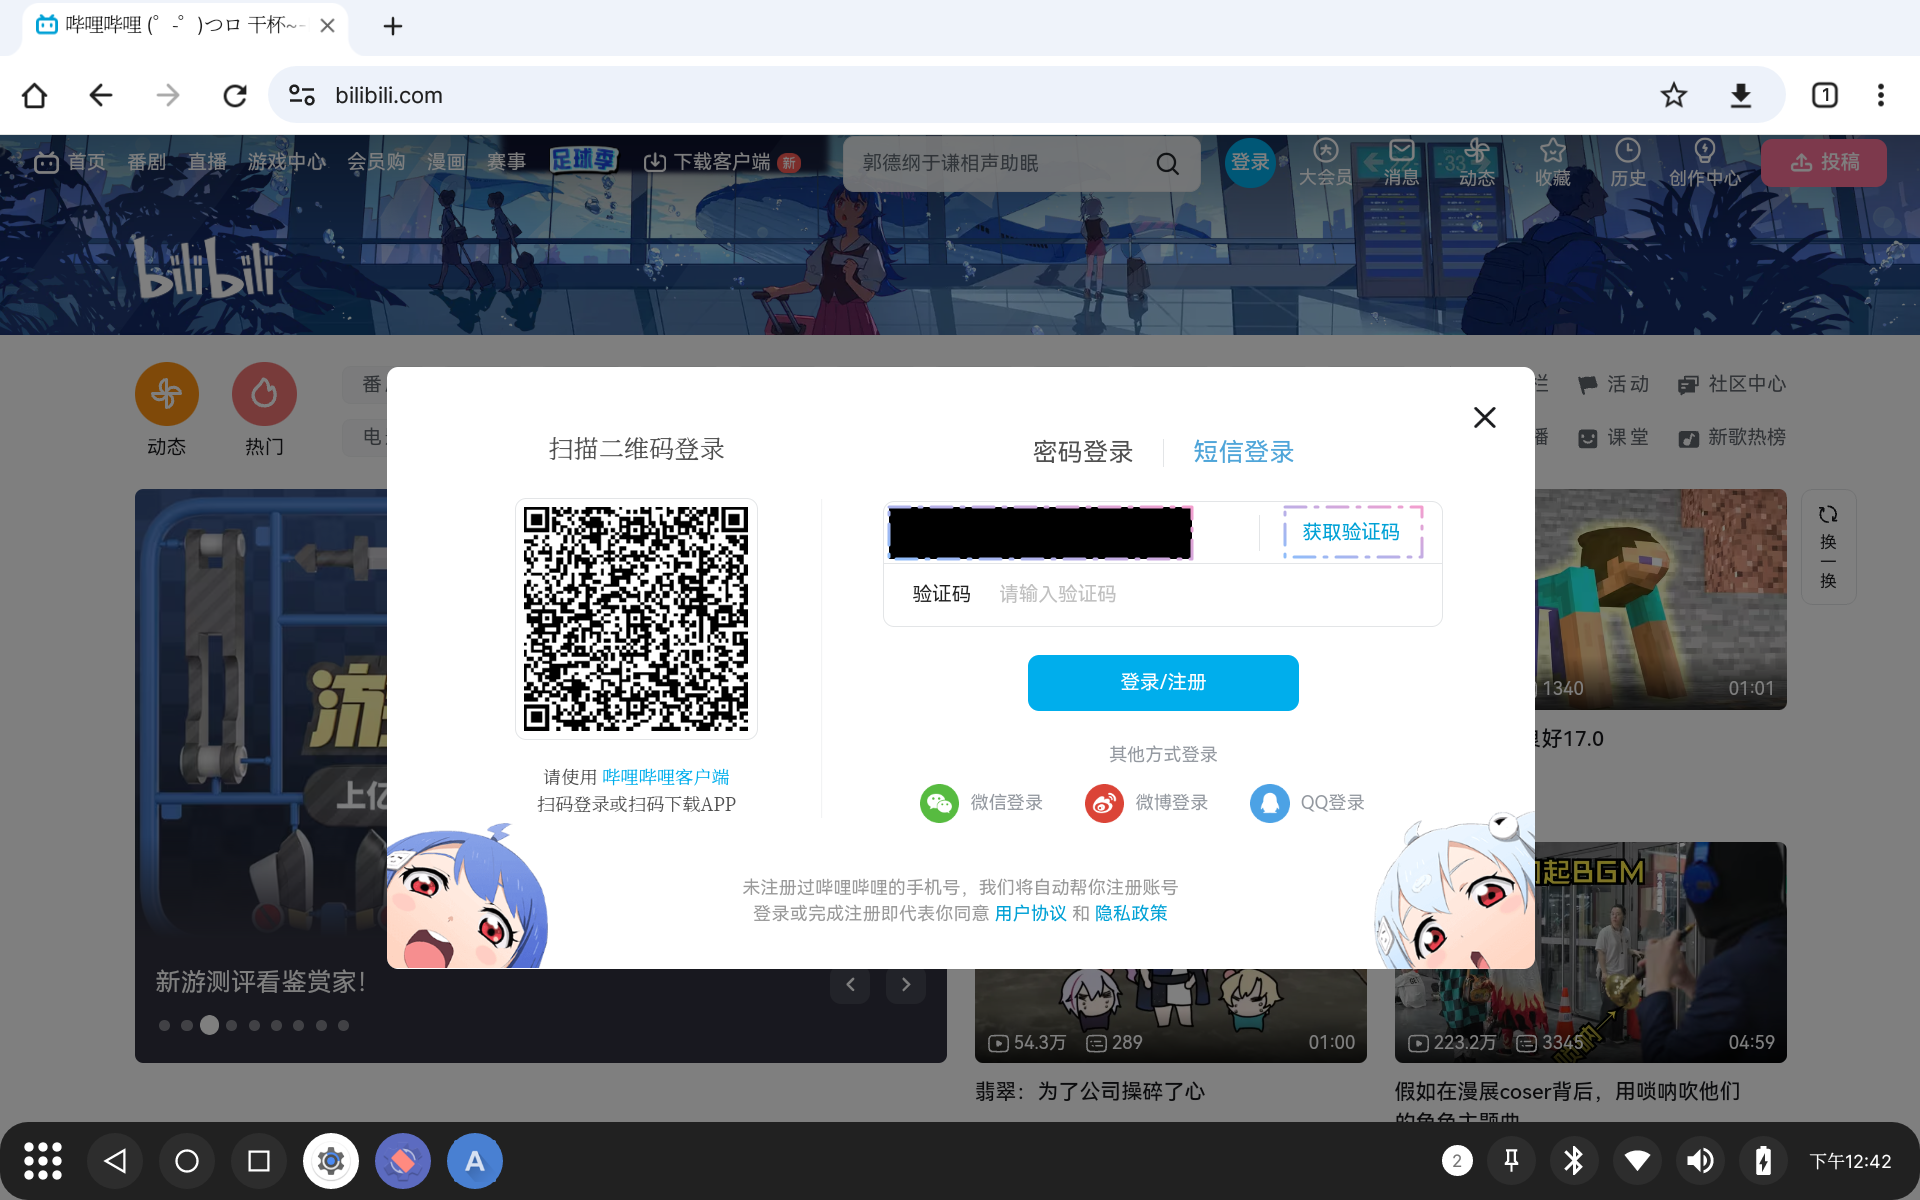 哔哩哔哩 (゜-゜)つロ 干杯~-
bilibili.com
1
首页 番剧 直播 游戏中心 会员购 漫画 赛事 足球季 下载客户端 新
郭德纲于谦相声助眠
登录 大会员 消息 动态 收藏 历史 创作中心 投稿
-33
bilibili
动态 热门
番
电
栏 活动 社区中心
播 课堂 新歌热榜
扫描二维码登录
请使用 哔哩哔哩客户端
扫码登录或扫码下载APP
密码登录 短信登录
获取验证码
验证码 请输入验证码
登录/注册
其他方式登录
微信登录 微博登录 QQ登录
未注册过哔哩哔哩的手机号，我们将自动帮你注册账号
登录或完成注册即代表你同意 用户协议 和 隐私政策
换一换
游
上亿
新游测评看鉴赏家！
1340 01:01
良好17.0
54.3万 289 01:00
翡翠：为了公司操碎了心
起BGM
唢呐
223.2万 3345 04:59
假如在漫展coser背后，用唢呐吹他们
的角色主题曲
A
2
下午12:42